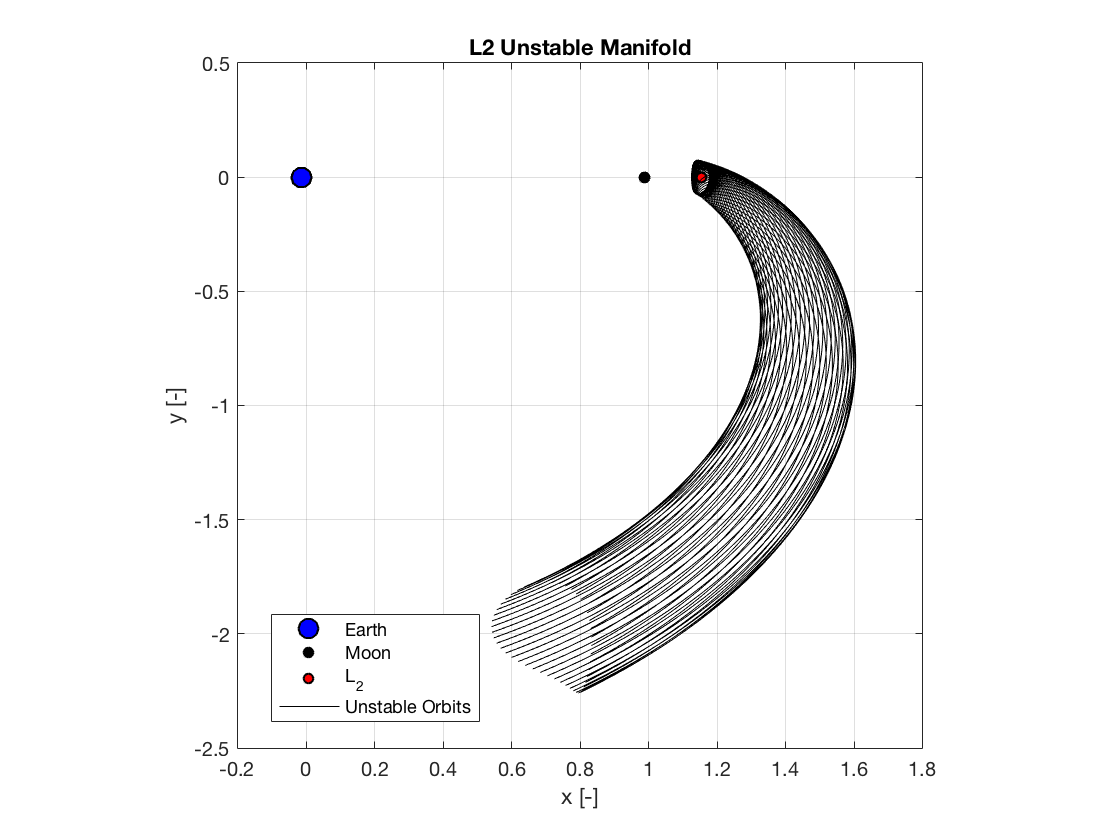 L2 Unstable Manifold
0.5
0
-0.5
-1
-1.5
-2
-2.5
y [-]
Earth
Moon
L2
Unstable Orbits
-0.2 0 0.2 0.4 0.6 0.8 1 1.2 1.4 1.6 1.8
x [-]